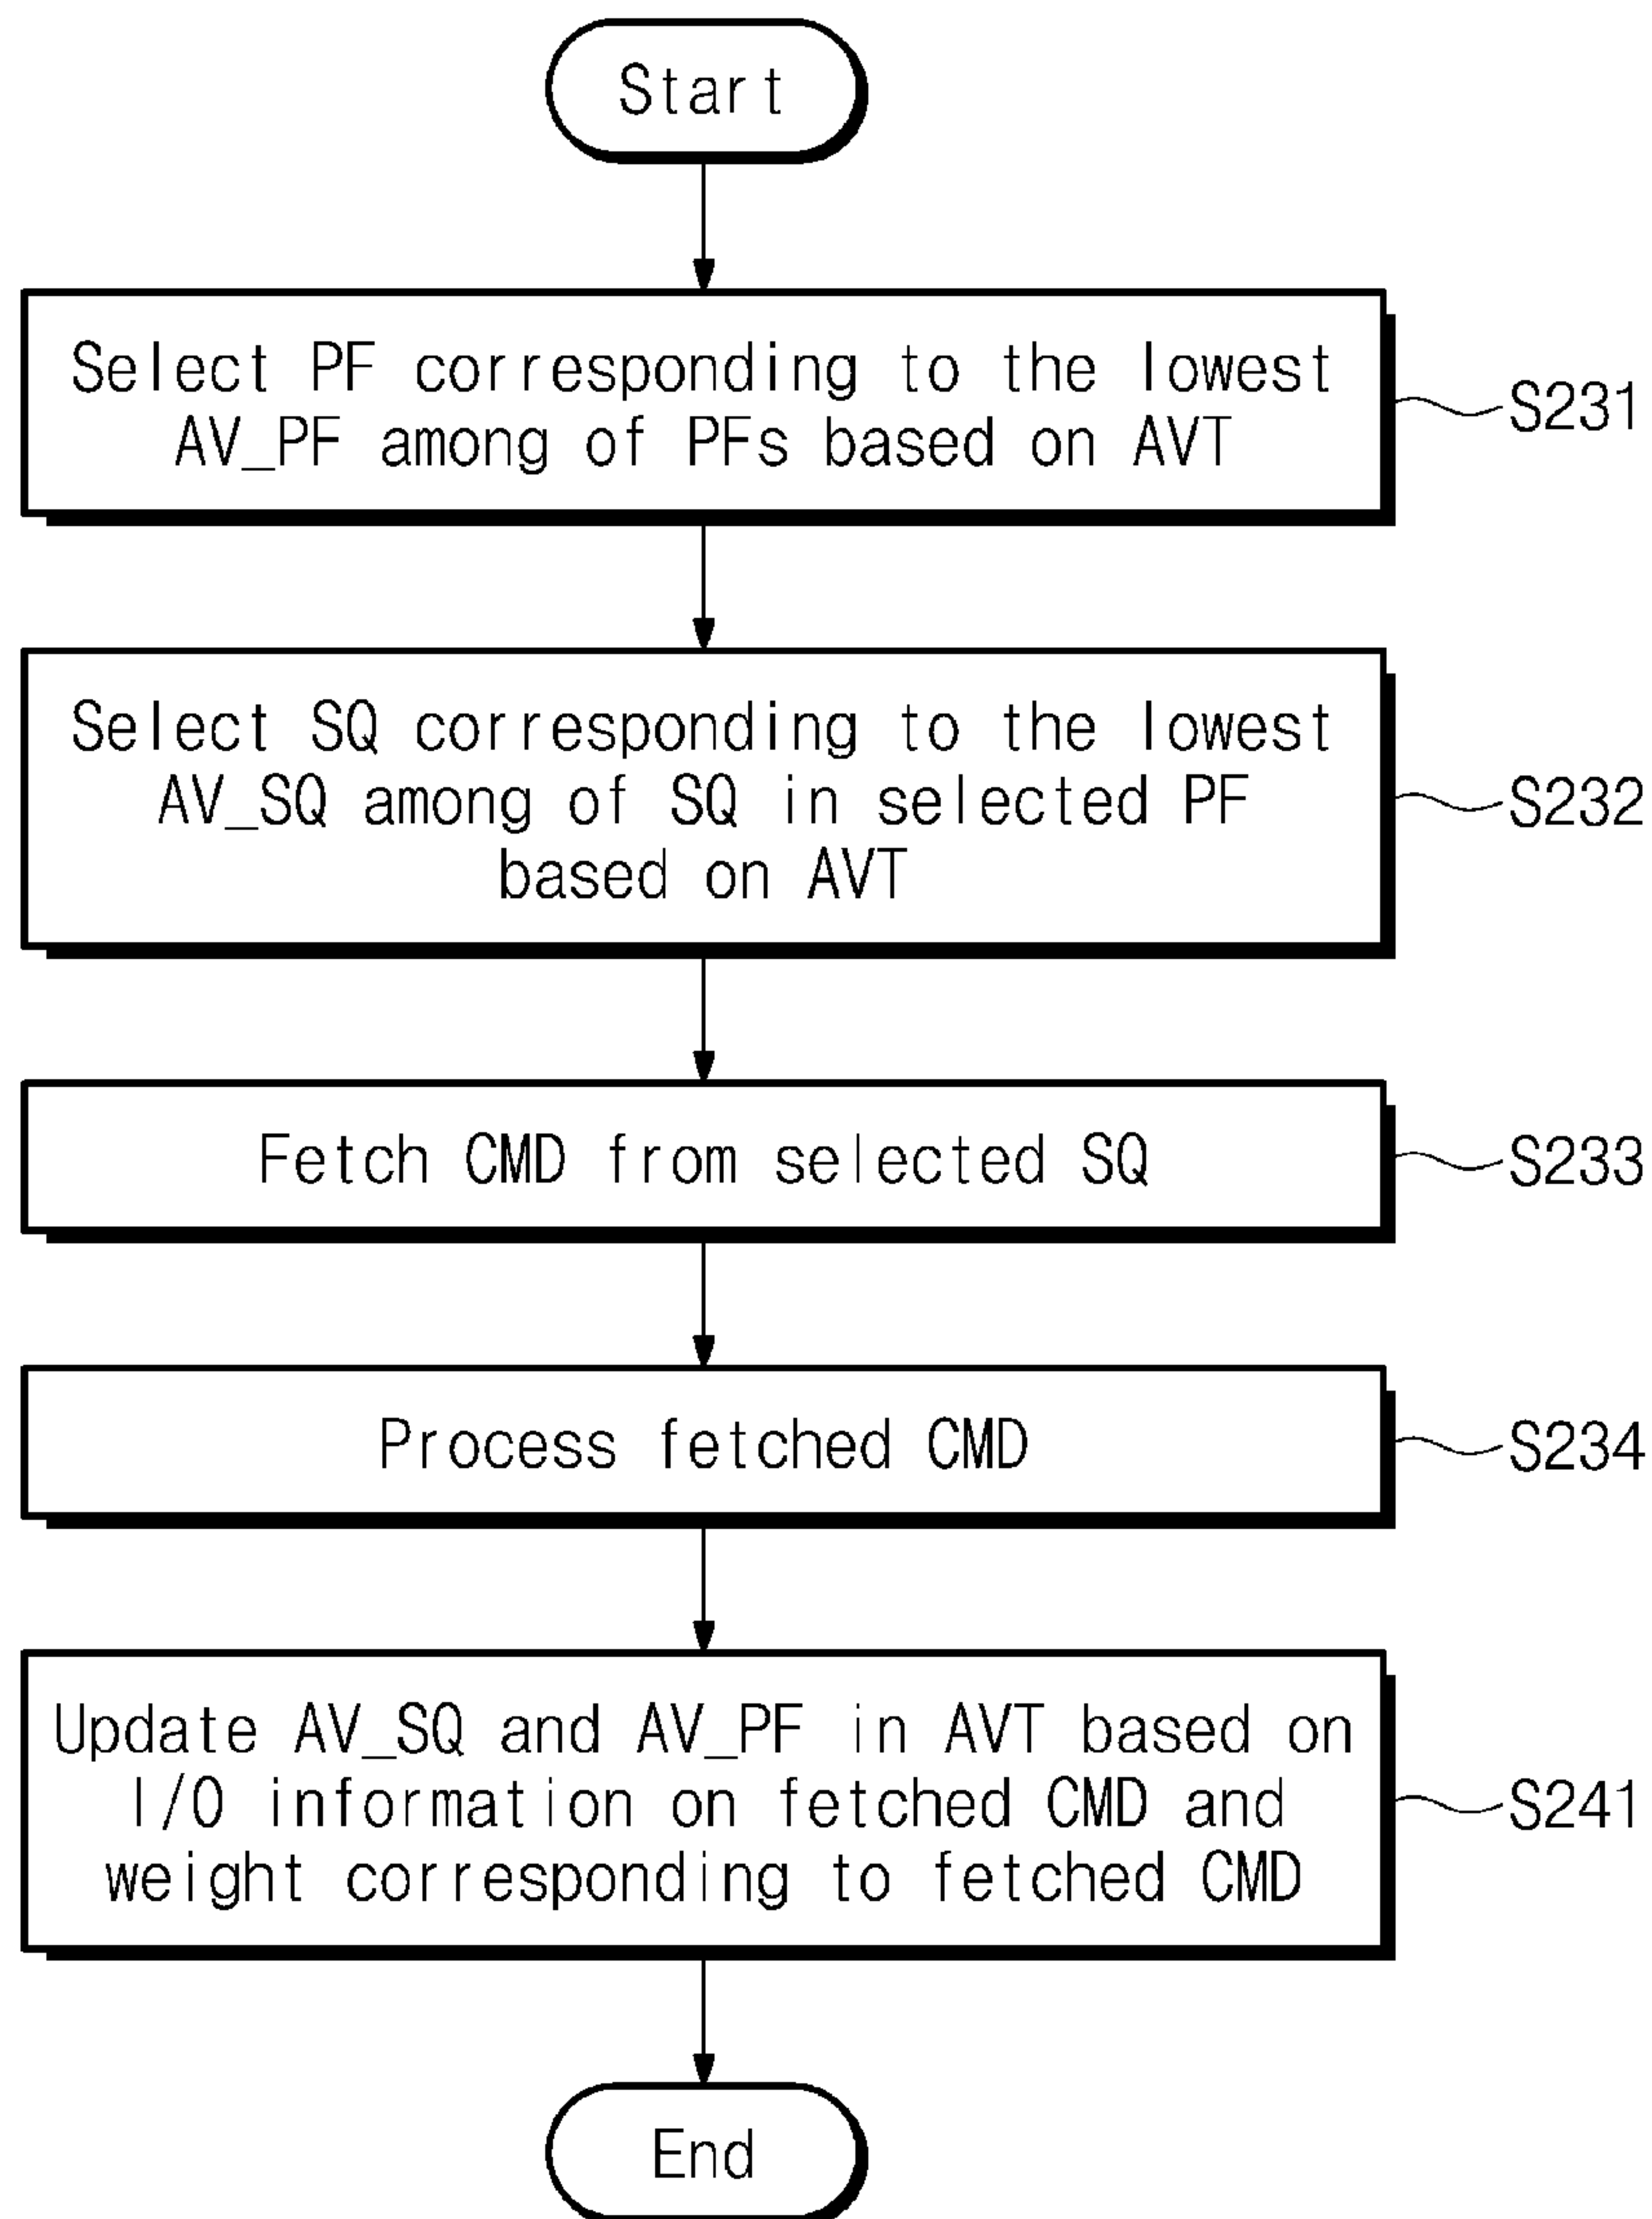 Start
Select PF corresponding to the lowest
AV_PF among of PFs based on AVT
S231
Select SQ corresponding to the lowest
AV_SQ among of SQ in selected PF
based on AVT
S232
Fetch CMD from selected SQ
S233
Process fetched CMD
S234
Update AV_SQ and AV_PF in AVT based on
I/O information on fetched CMD and
weight corresponding to fetched CMD
S241
End